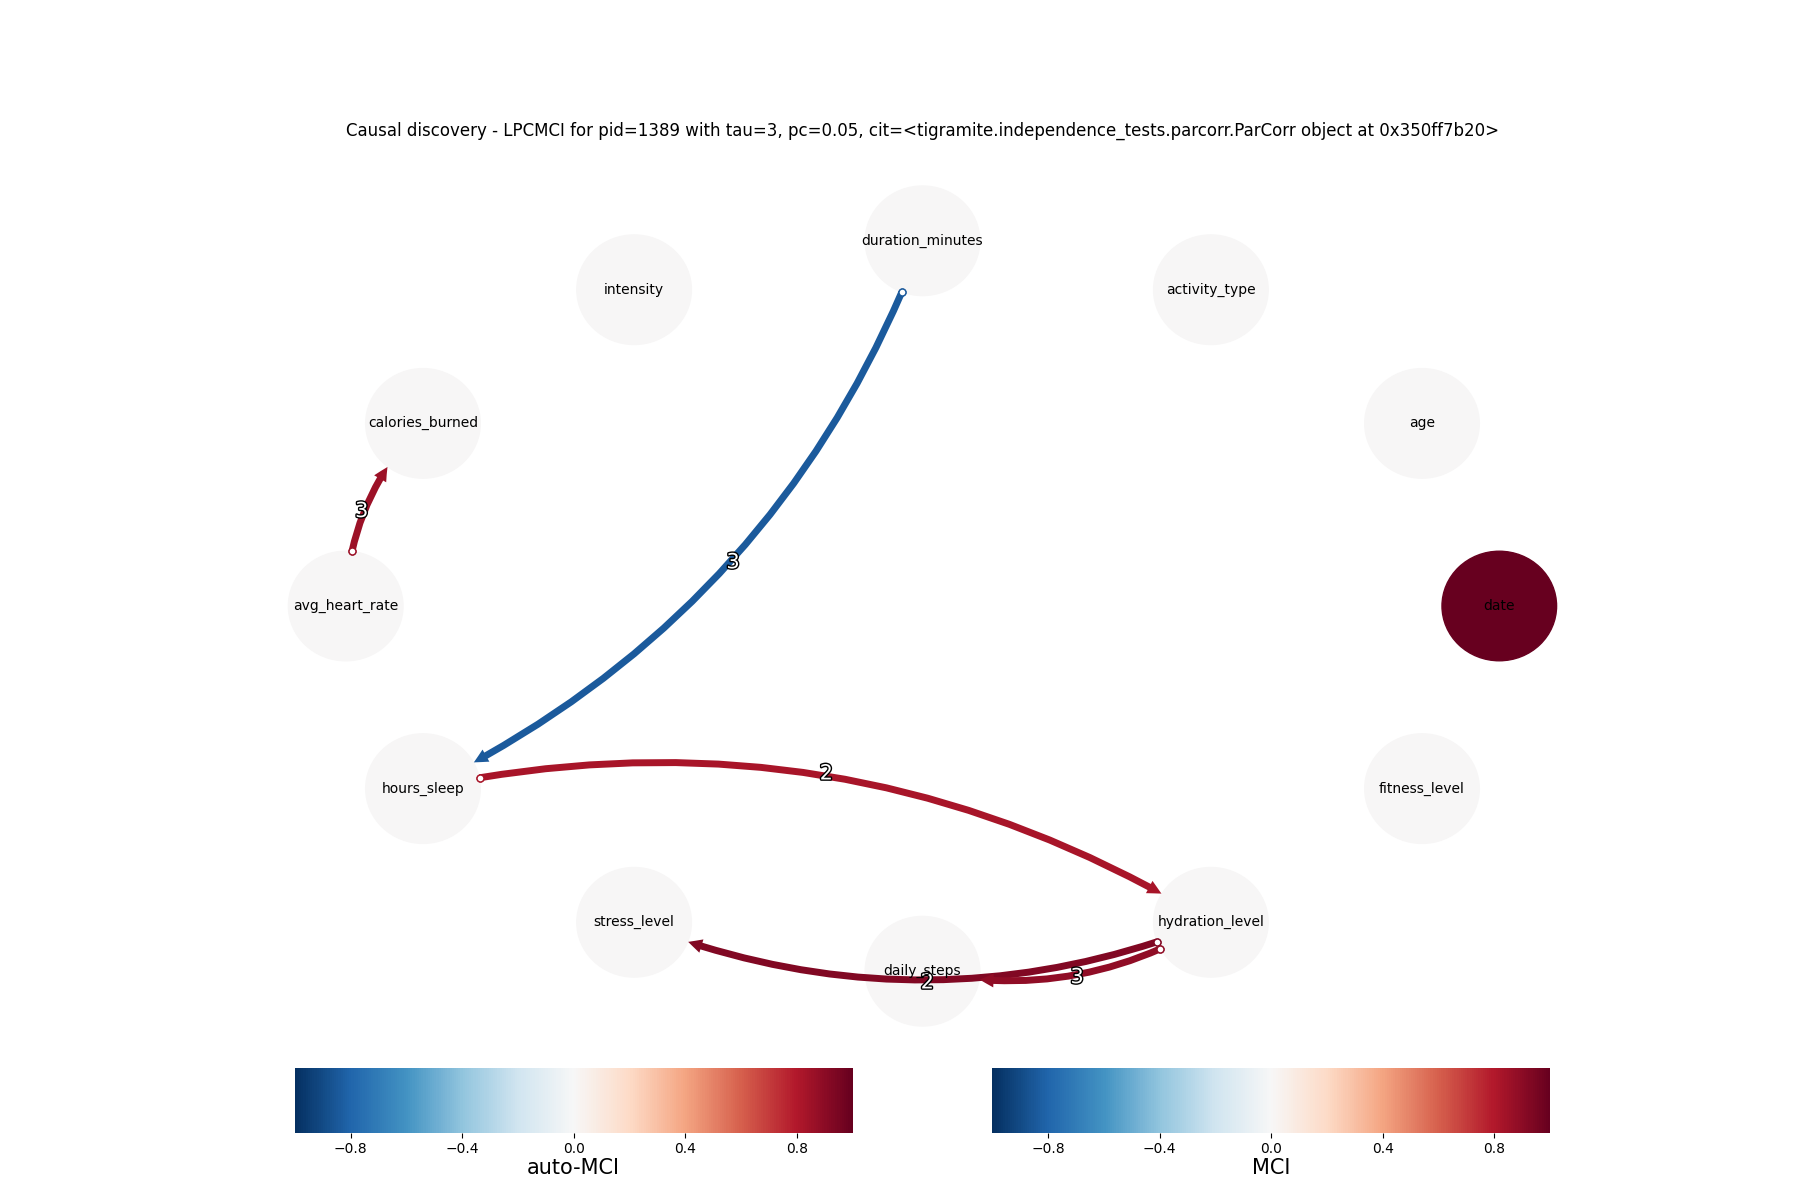 Causal discovery - LPCMCI for pid=1389 with tau=3, pc=0.05, cit=<tigramite.independence_tests.parcorr.ParCorr object at 0x350ff7b20>
duration_minutes
intensity
activity_type
calories_burned
age
3
3
avg_heart_rate
date
2
hours_sleep
fitness_level
stress_level
hydration_level
daily_steps
2
3
−0.8 −0.4 0.0 0.4 0.8
auto-MCI
−0.8 −0.4 0.0 0.4 0.8
MCI